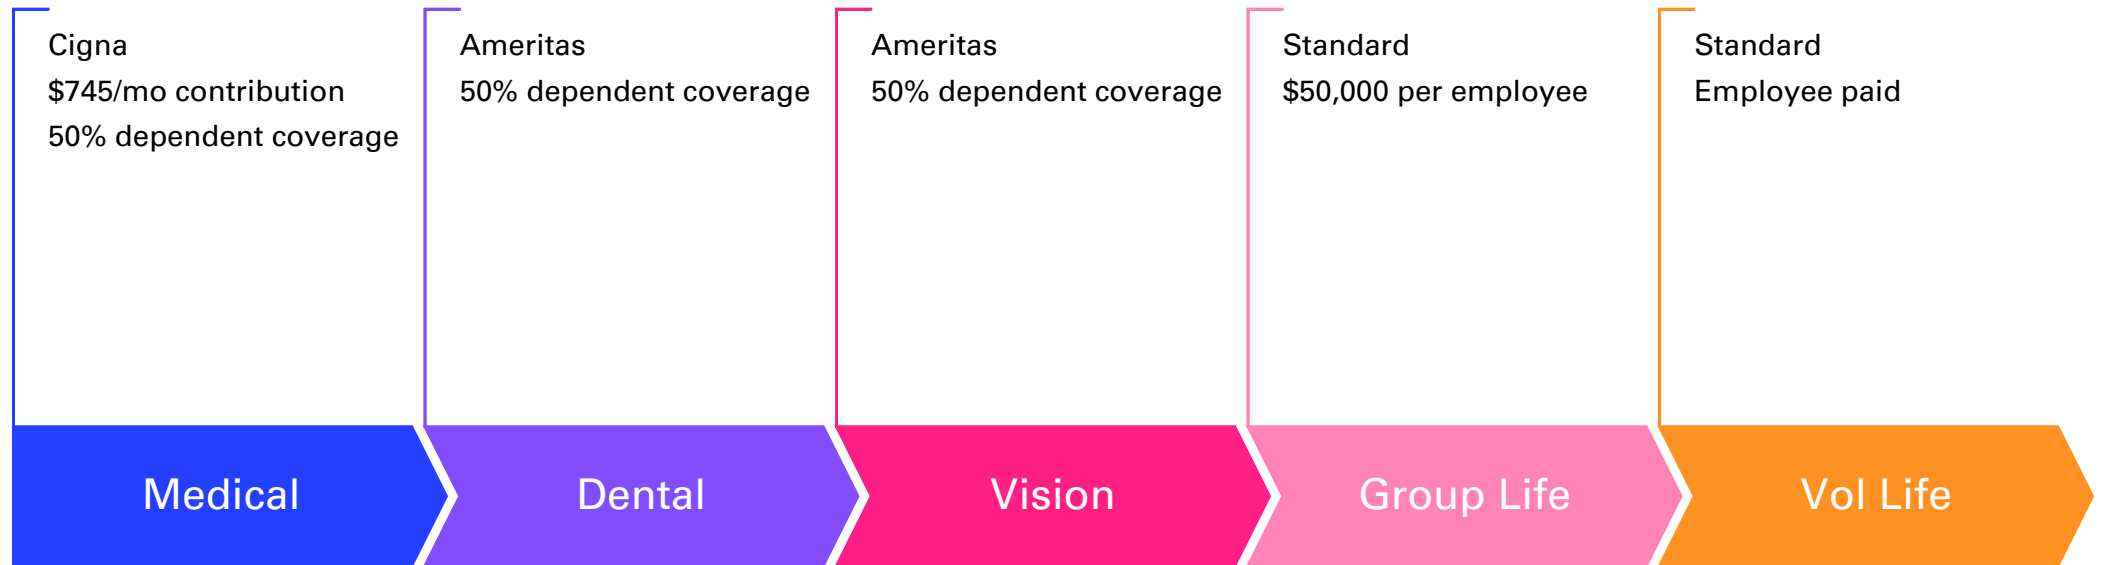 Cigna
$745/mo contribution
50% dependent coverage
Ameritas
50% dependent coverage
Ameritas
50% dependent coverage
Standard
$50,000 per employee
Standard
Employee paid
Medical
Dental
Vision
Group Life
Vol Life